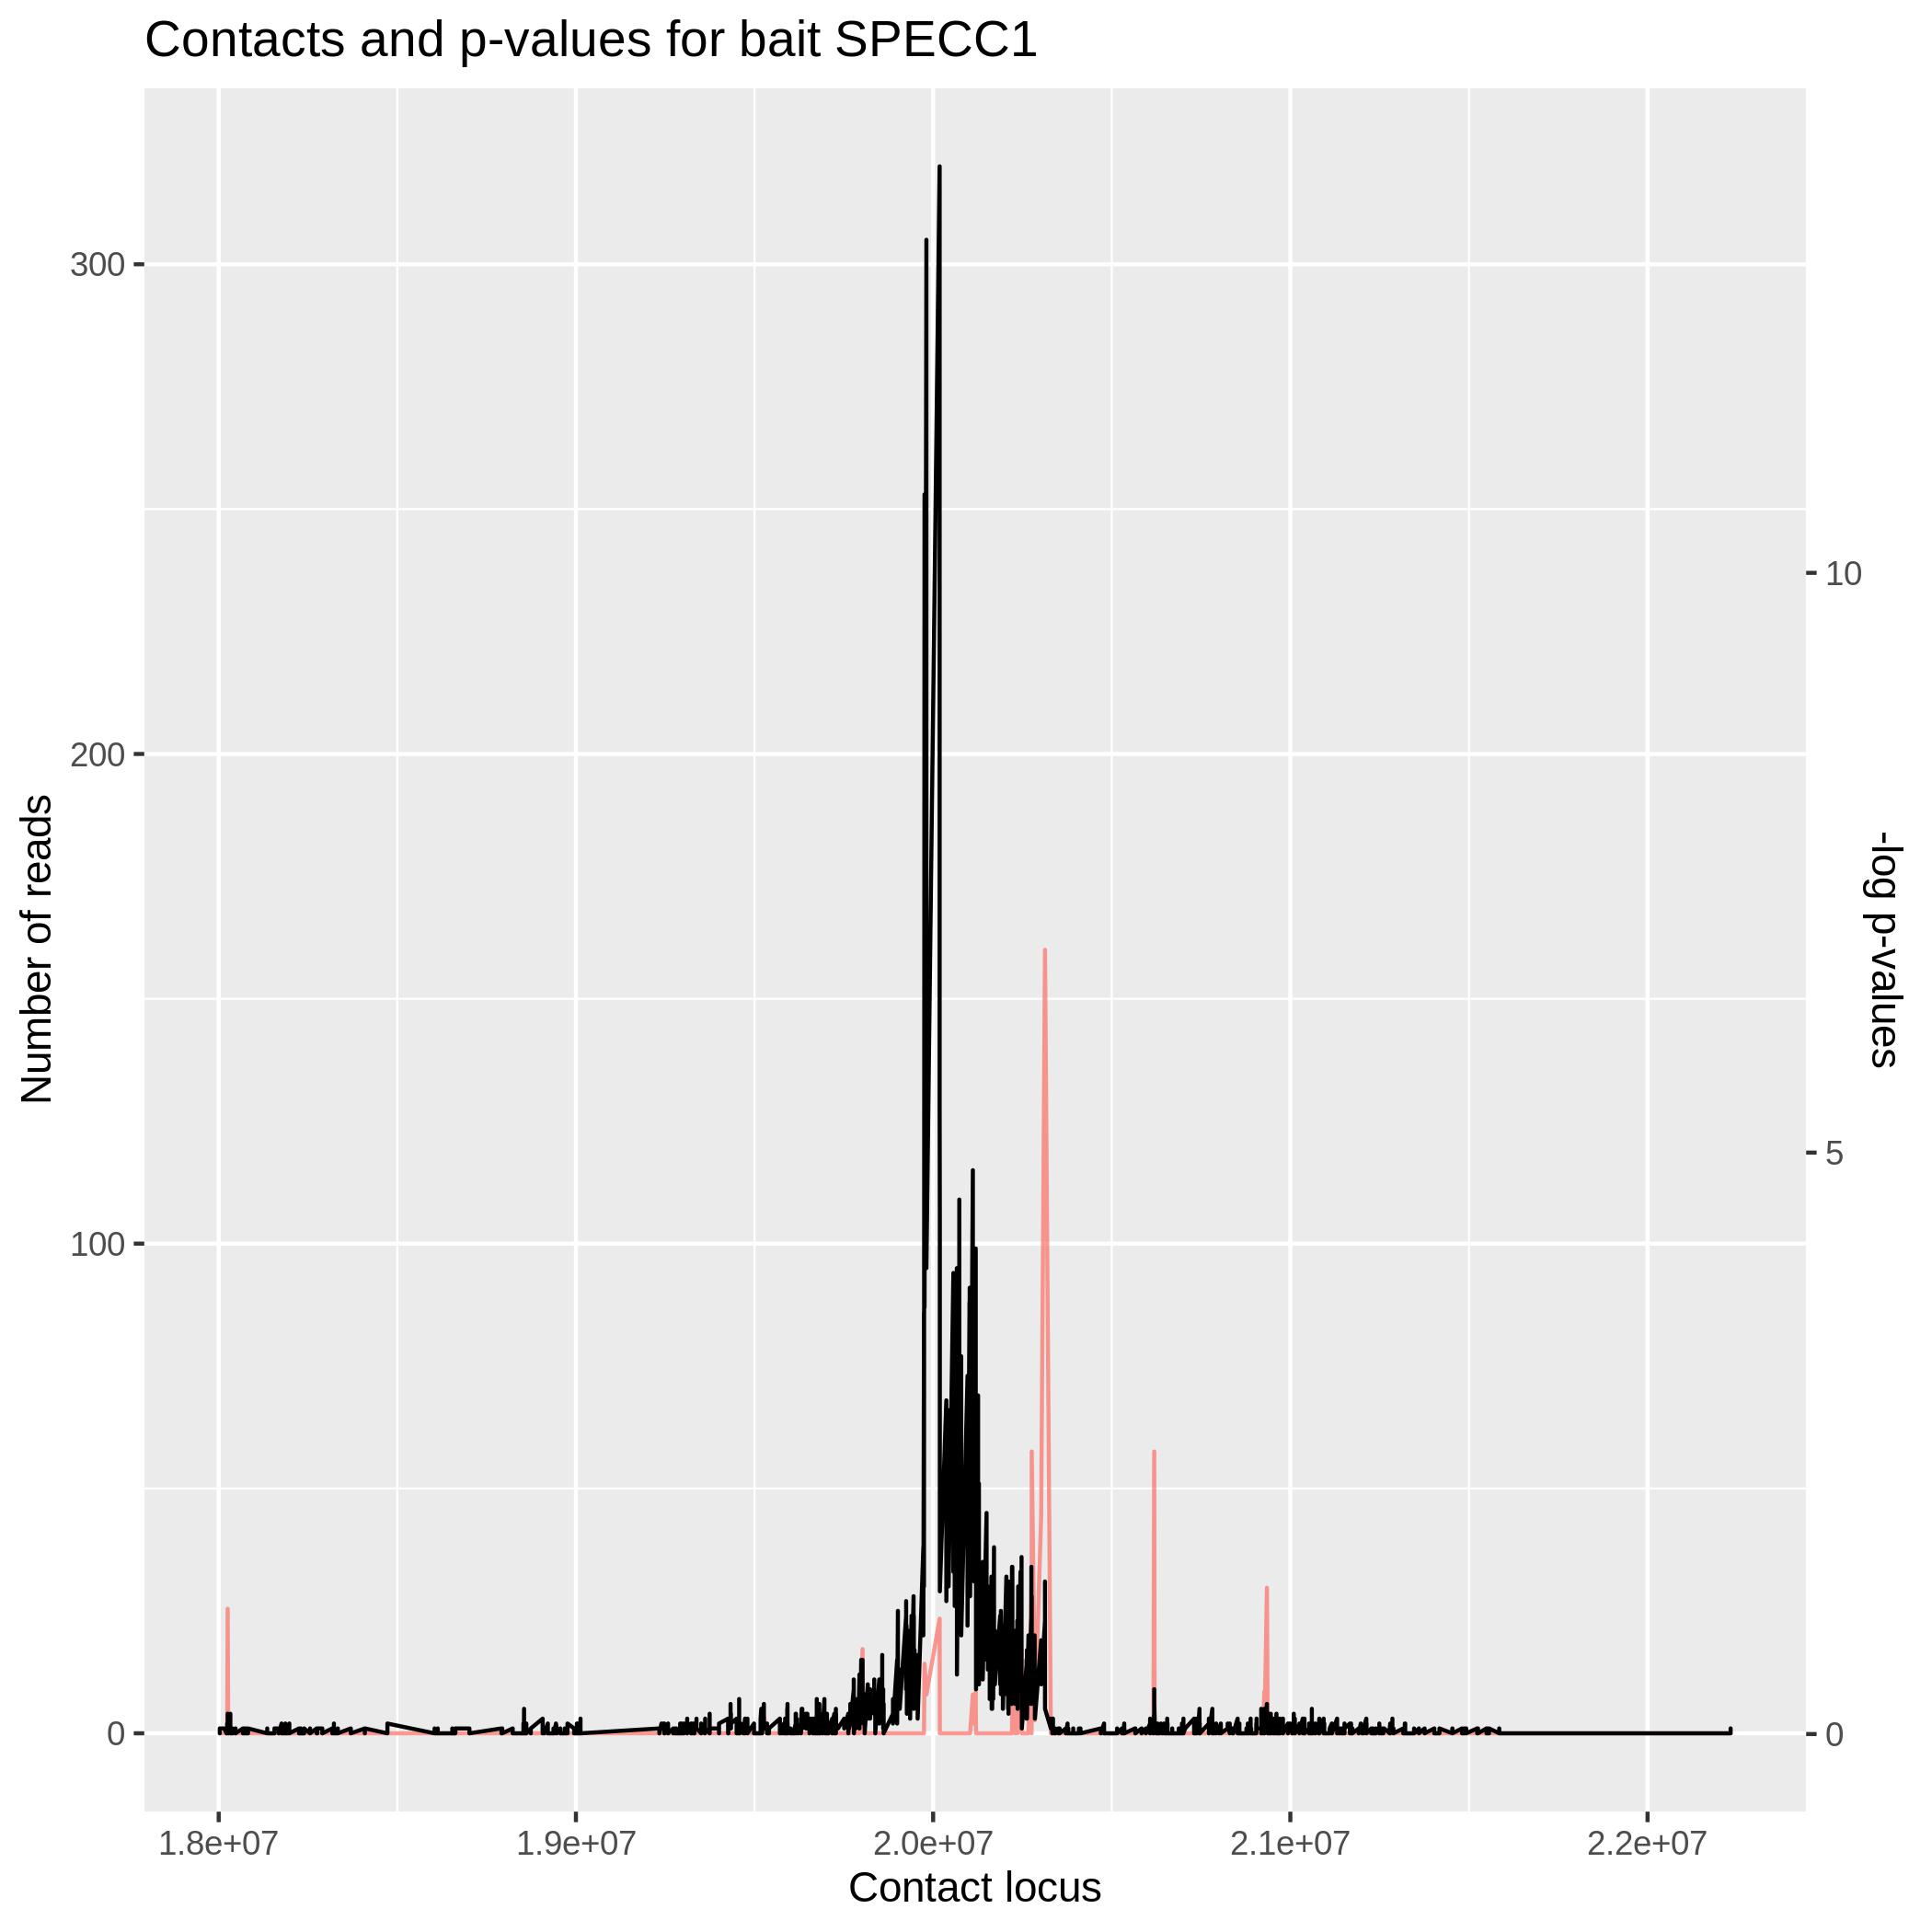 Contacts and p-values for bait SPECC1
Number of reads
300
200
100
0
10
5
0
-log p-values
1.8e+07
1.9e+07
2.0e+07
2.1e+07
2.2e+07
Contact locus